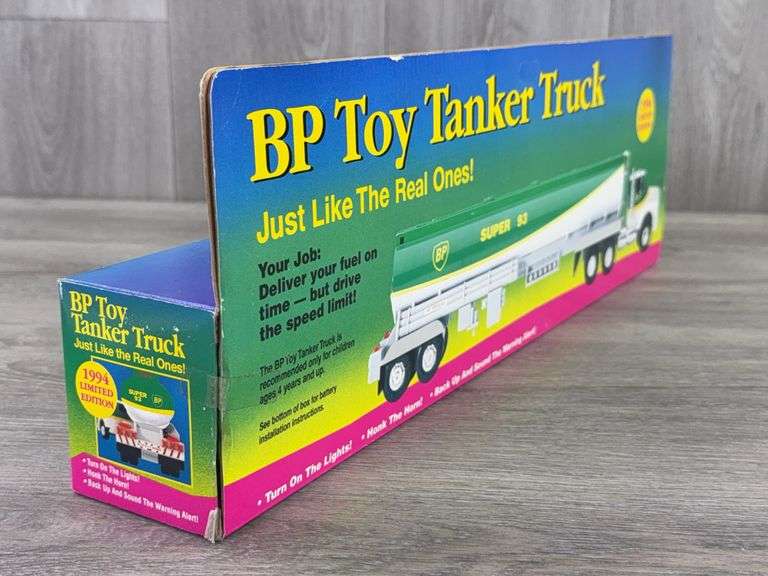 BP Toy Tanker Truck
Just Like The Real Ones!
1994
LIMITED
EDITION
Your Job:
Deliver your fuel on
time — but drive
the speed limit!
BP
SUPER 93
The BP Toy Tanker Truck is
recommended only for children
ages 4 years and up.
See bottom of box for battery
installation instructions.
• Turn On The Lights! • Honk The Horn! • Back Up And Sound The Warning Alert!
BP Toy
Tanker Truck
Just Like the Real Ones!
1994
LIMITED
EDITION
SUPER
93
BP
• Turn On The Lights!
• Honk The Horn!
• Back Up And Sound The Warning Alert!